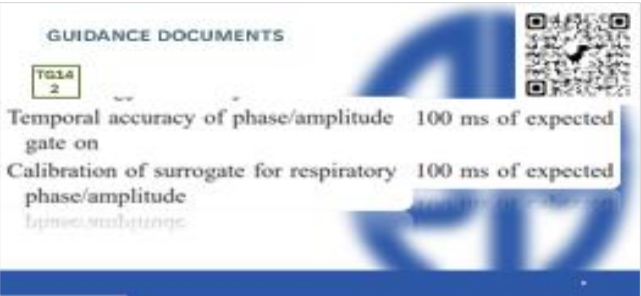 GUIDANCE DOCUMENTS
TG14
2
Temporal accuracy of phase/amplitude 100 ms of expected
gate on
Calibration of surrogate for respiratory 100 ms of expected
phase/amplitude